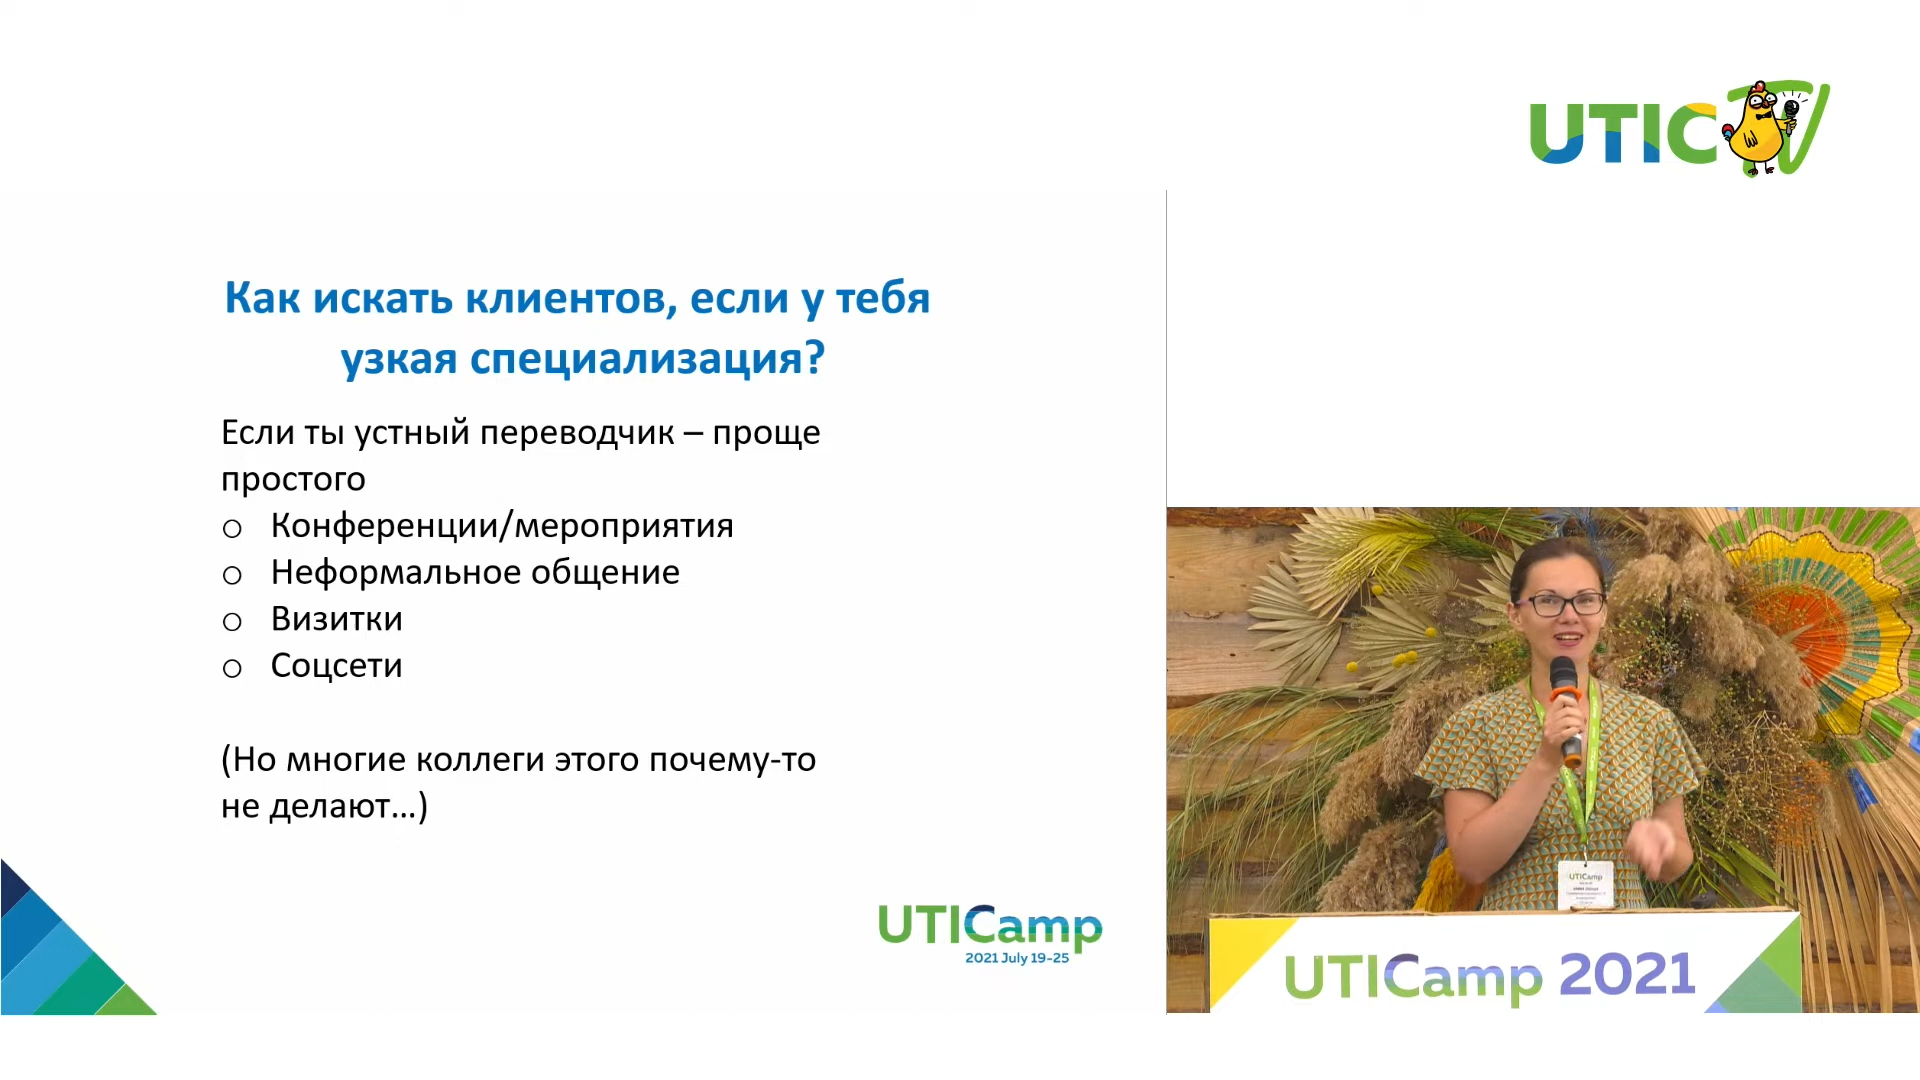 UTIC TV
Как искать клиентов, если у тебя
узкая специализация?
Если ты устный переводчик – проще
простого
o Конференции/мероприятия
o Неформальное общение
o Визитки
o Соцсети
(Но многие коллеги этого почему-то
не делают...)
UTICamp
2021 July 19-25
UTICamp
UTICamp 2021